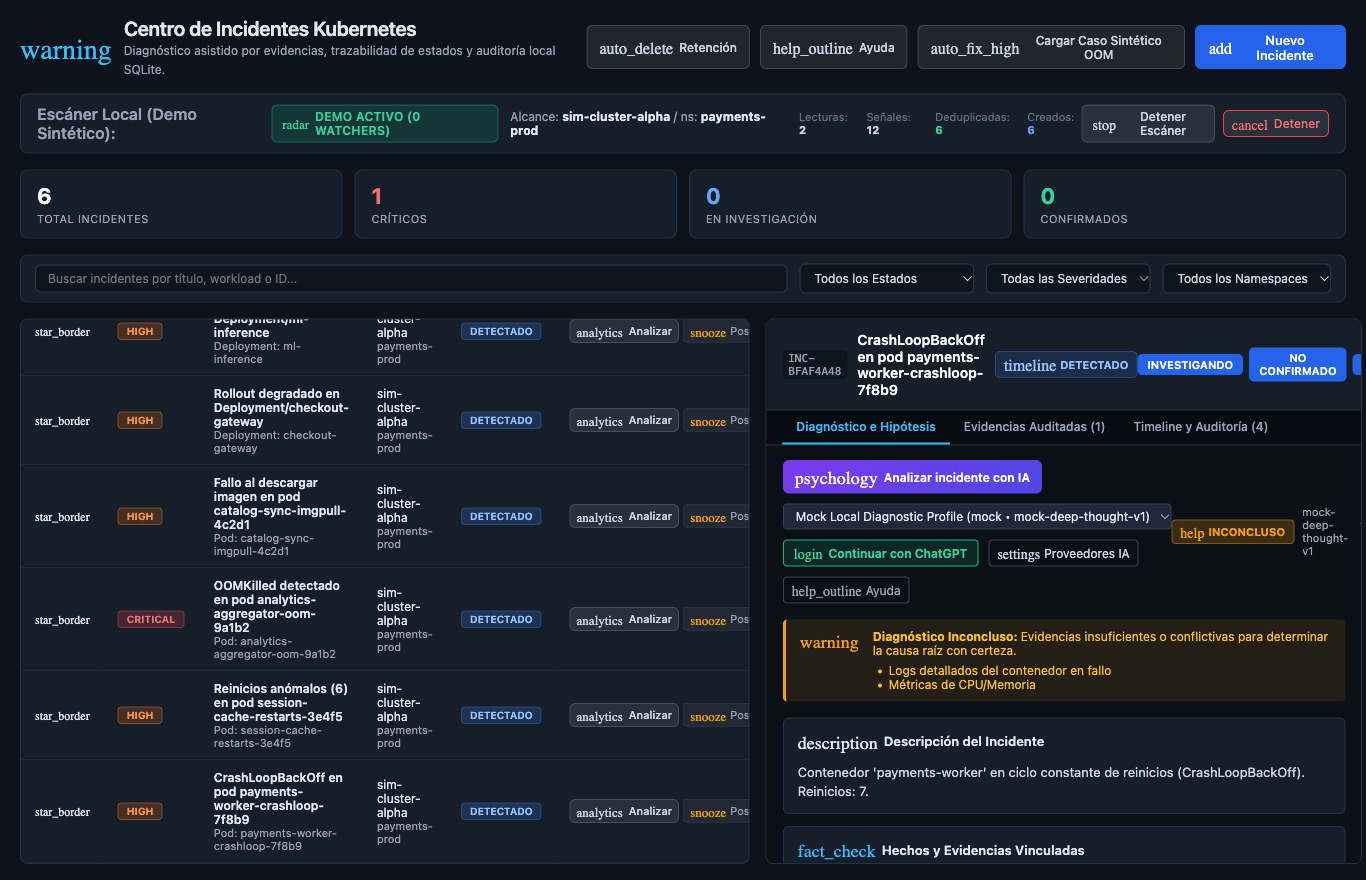 warning
Centro de Incidentes Kubernetes
Diagnóstico asistido por evidencias, trazabilidad de estados y auditoría local
SQLite.
auto_delete Retención
help_outline Ayuda
auto_fix_high Cargar Caso Sintético
OOM
add Nuevo
Incidente
Escáner Local (Demo
Sintético):
radar DEMO ACTIVO (0
WATCHERS)
Alcance: sim-cluster-alpha / ns: payments-
prod
Lecturas:
2
Señales:
12
Deduplicadas:
6
Creados:
6
stop Detener
Escáner
cancel Detener
6
TOTAL INCIDENTES
1
CRÍTICOS
0
EN INVESTIGACIÓN
0
CONFIRMADOS
Buscar incidentes por título, workload o ID...
Todos los Estados
Todas las Severidades
Todos los Namespaces
star_border
HIGH
Deployment/ml-
inference
Deployment: ml-
inference
cluster-
alpha
payments-
prod
DETECTADO
analytics Analizar
snooze Pos
star_border
HIGH
Rollout degradado en
Deployment/checkout-
gateway
Deployment: checkout-
gateway
sim-
cluster-
alpha
payments-
prod
DETECTADO
analytics Analizar
snooze Pos
star_border
HIGH
Fallo al descargar
imagen en pod
catalog-sync-imgpull-
4c2d1
Pod: catalog-sync-
imgpull-4c2d1
sim-
cluster-
alpha
payments-
prod
DETECTADO
analytics Analizar
snooze Pos
star_border
CRITICAL
OOMKilled detectado
en pod analytics-
aggregator-oom-
9a1b2
Pod: analytics-
aggregator-oom-9a1b2
sim-
cluster-
alpha
payments-
prod
DETECTADO
analytics Analizar
snooze Pos
star_border
HIGH
Reinicios anómalos (6)
en pod session-
cache-restarts-3e4f5
Pod: session-cache-
restarts-3e4f5
sim-
cluster-
alpha
payments-
prod
DETECTADO
analytics Analizar
snooze Pos
star_border
HIGH
CrashLoopBackOff en
pod payments-
worker-crashloop-
7f8b9
Pod: payments-worker-
crashloop-7f8b9
sim-
cluster-
alpha
payments-
prod
DETECTADO
analytics Analizar
snooze Pos
INC-
BFAF4A48
CrashLoopBackOff
en pod payments-
worker-crashloop-
7f8b9
timeline DETECTADO
INVESTIGANDO
NO
CONFIRMADO
Diagnóstico e Hipótesis
Evidencias Auditadas (1)
Timeline y Auditoría (4)
psychology Analizar incidente con IA
Mock Local Diagnostic Profile (mock • mock-deep-thought-v1)
help INCONCLUSO
mock-
deep-
thought-
v1
login Continuar con ChatGPT
settings Proveedores IA
help_outline Ayuda
warning
Diagnóstico Inconcluso: Evidencias insuficientes o conflictivas para determinar
la causa raíz con certeza.
• Logs detallados del contenedor en fallo
• Métricas de CPU/Memoria
description Descripción del Incidente
Contenedor 'payments-worker' en ciclo constante de reinicios (CrashLoopBackOff).
Reinicios: 7.
fact_check Hechos y Evidencias Vinculadas